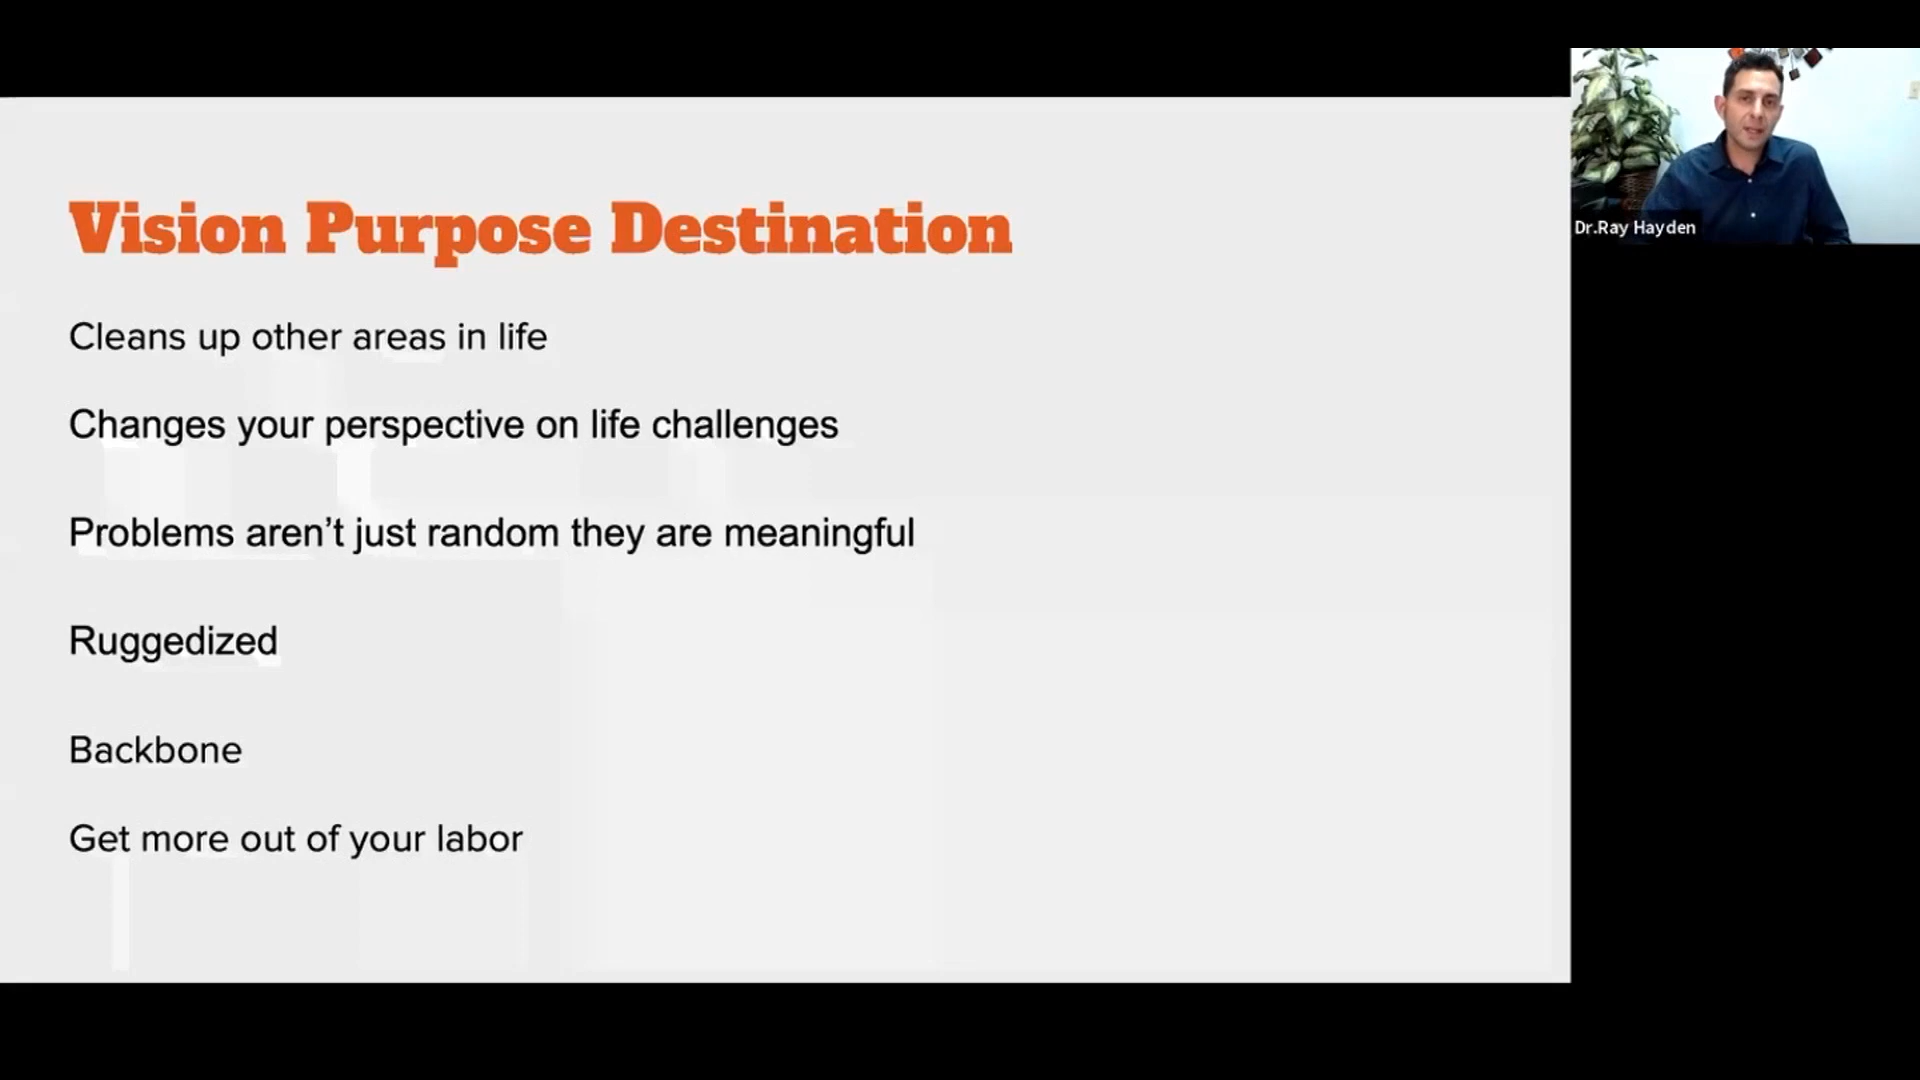 Vision Purpose Destination
Cleans up other areas in life
Changes your perspective on life challenges
Problems aren’t just random they are meaningful
Ruggedized
Backbone
Get more out of your labor
Dr.Ray Hayden